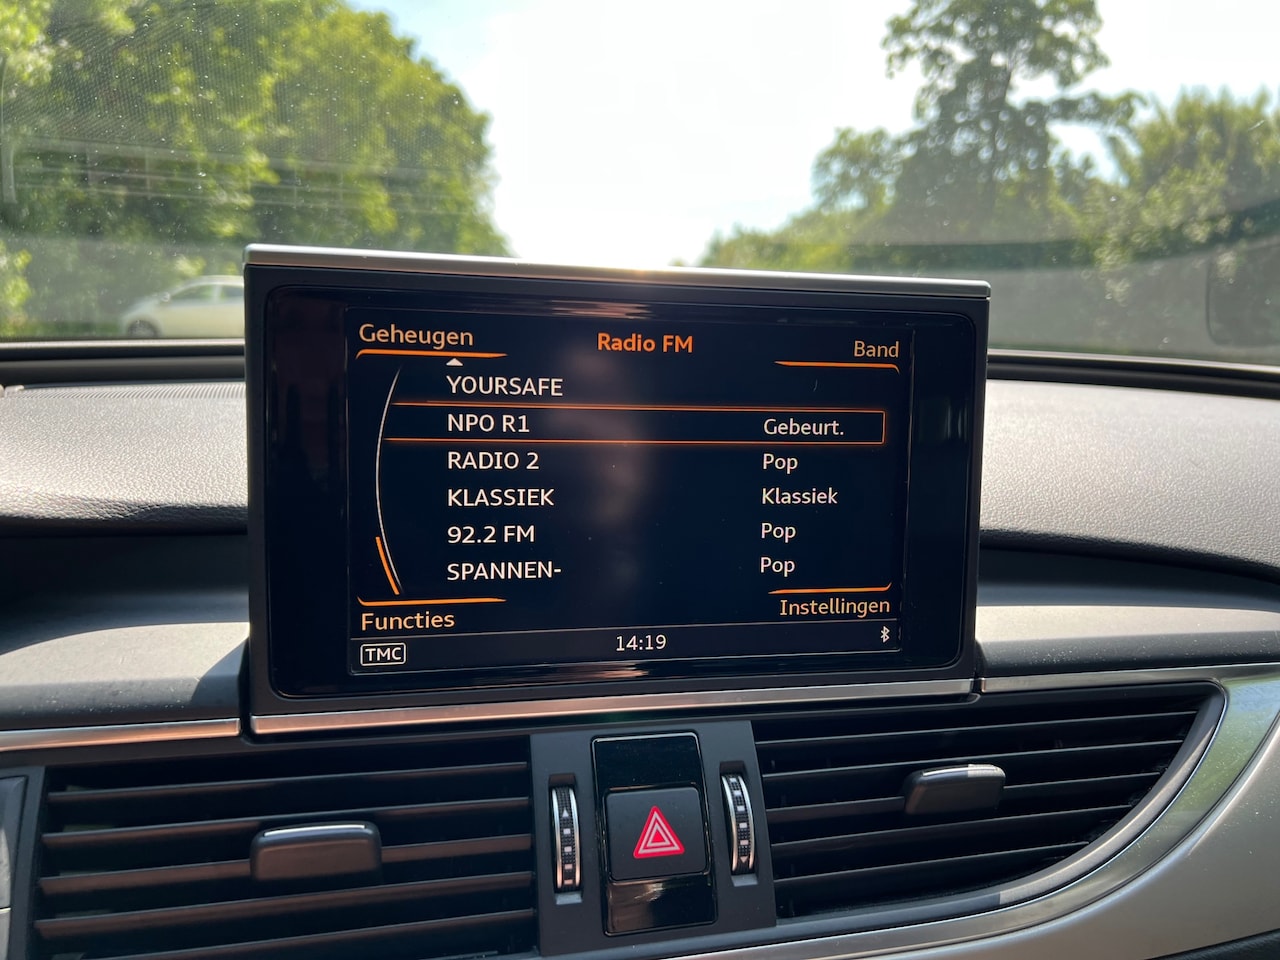 Geheugen Radio FM Band
YOURSAFE
NPO R1 Gebeurt.
RADIO 2 Pop
KLASSIEK Klassiek
92.2 FM Pop
SPANNEN- Pop
Functies Instellingen
TMC 14:19